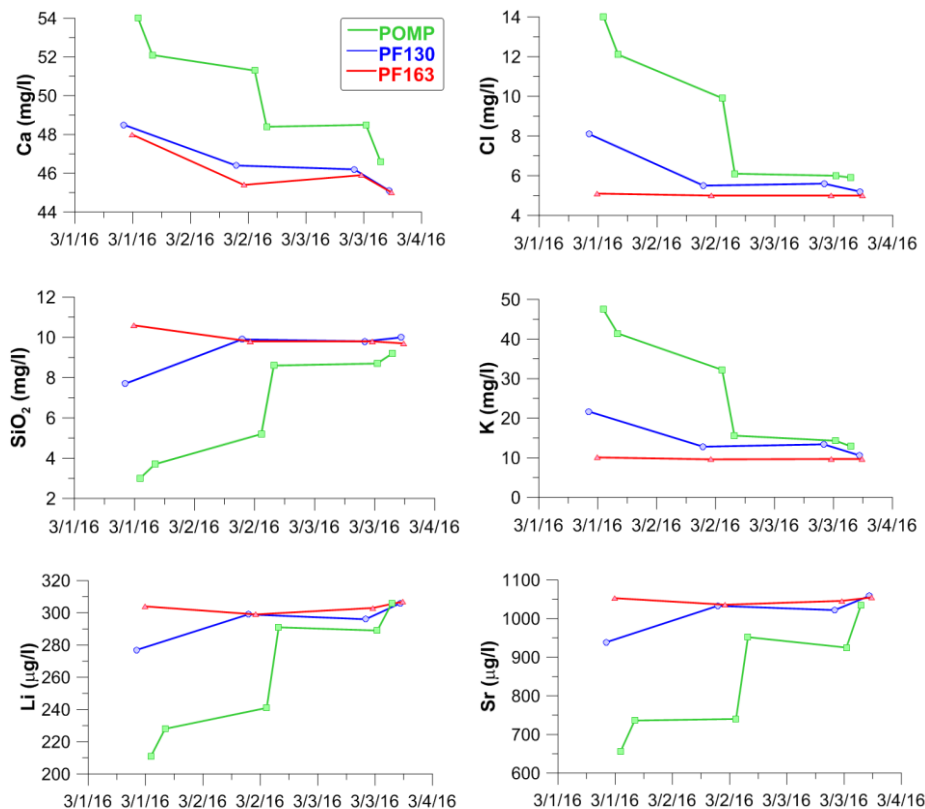 54
52
50
48
46
44
Ca (mg/l)
POMP
PF130
PF163
3/1/16 3/1/16 3/2/16 3/2/16 3/3/16 3/3/16 3/4/16
14
12
10
8
6
4
Cl (mg/l)
3/1/16 3/1/16 3/2/16 3/2/16 3/3/16 3/3/16 3/4/16
12
10
8
6
4
2
SiO₂ (mg/l)
3/1/16 3/1/16 3/2/16 3/2/16 3/3/16 3/3/16 3/4/16
50
40
30
20
10
0
K (mg/l)
3/1/16 3/1/16 3/2/16 3/2/16 3/3/16 3/3/16 3/4/16
320
300
280
260
240
220
200
Li (µg/l)
3/1/16 3/1/16 3/2/16 3/2/16 3/3/16 3/3/16 3/4/16
1100
1000
900
800
700
600
Sr (µg/l)
3/1/16 3/1/16 3/2/16 3/2/16 3/3/16 3/3/16 3/4/16